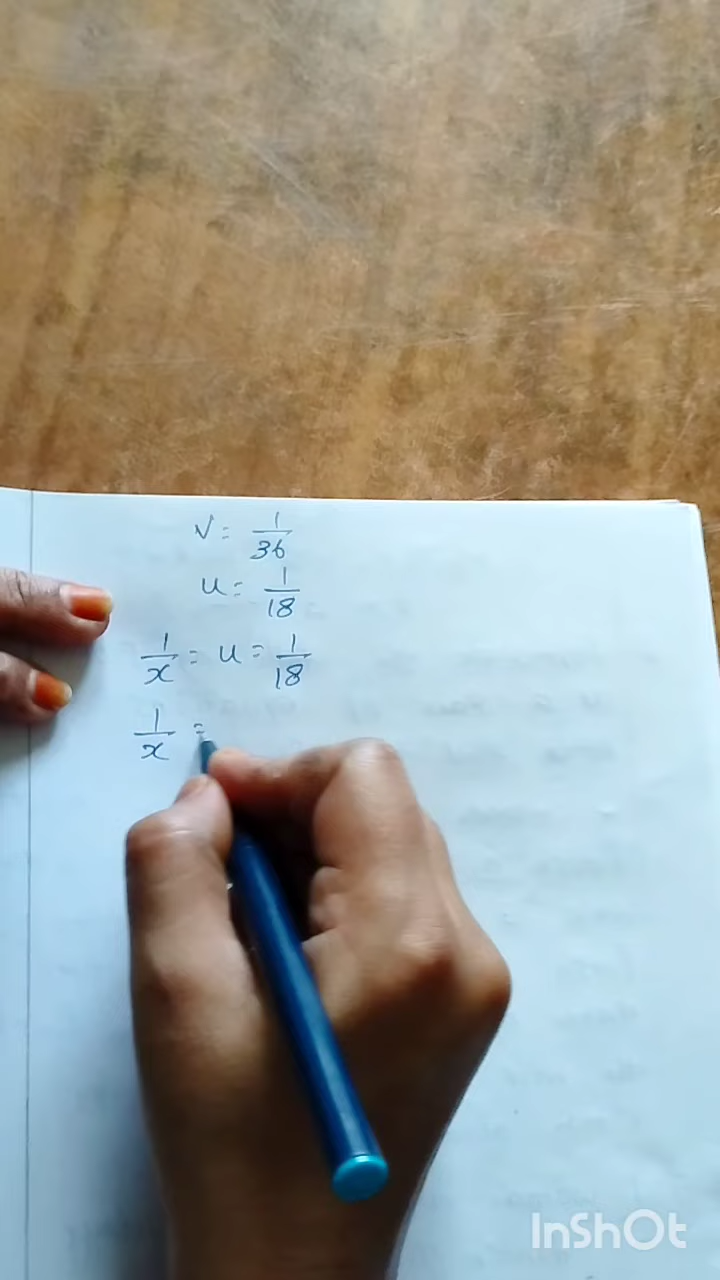 v = 1/36
u = 1/18
1/x = u = 1/18
1/x =
InShOt